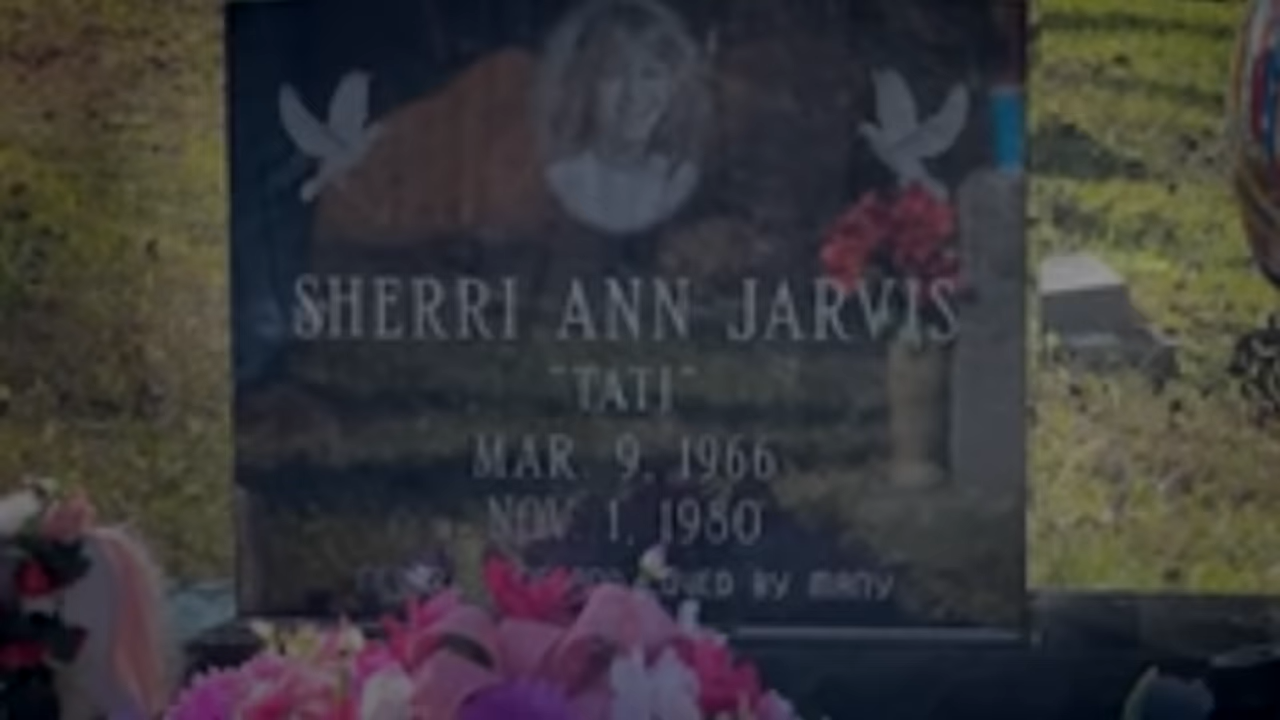 SHERRI ANN JARVIS
"TATI"
MAR. 9, 1966
NOV. 1, 1980
LOVED BY MANY